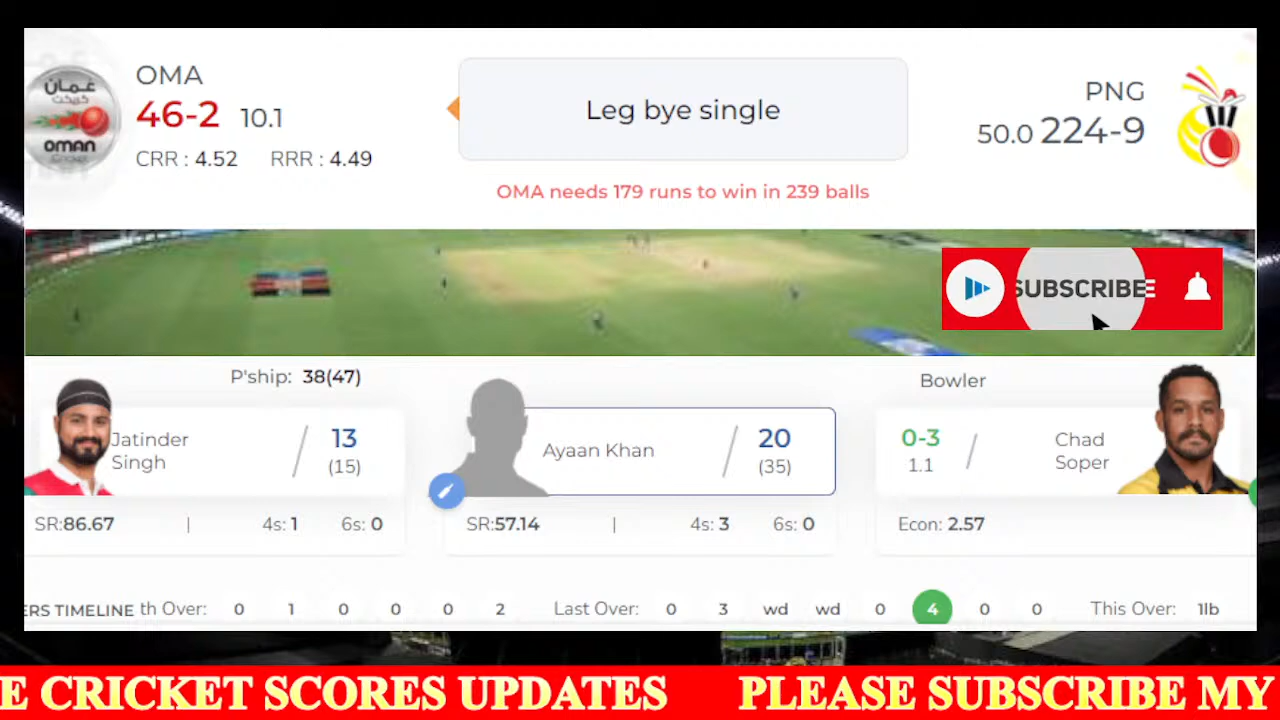 عمان
كريكت
OMAN
OMA
46-2 10.1
CRR : 4.52 RRR : 4.49
Leg bye single
OMA needs 179 runs to win in 239 balls
PNG
50.0 224-9
SUBSCRIBE
P'ship: 38(47)
Bowler
Jatinder
Singh
13
(15)
Ayaan Khan
20
(35)
0-3
1.1
Chad
Soper
SR:86.67 | 4s: 1 6s: 0
SR:57.14 | 4s: 3 6s: 0
Econ: 2.57
ERS TIMELINE th Over: 0 1 0 0 0 2 Last Over: 0 3 wd wd 0 4 0 0 This Over: 1lb
E CRICKET SCORES UPDATES PLEASE SUBSCRIBE MY